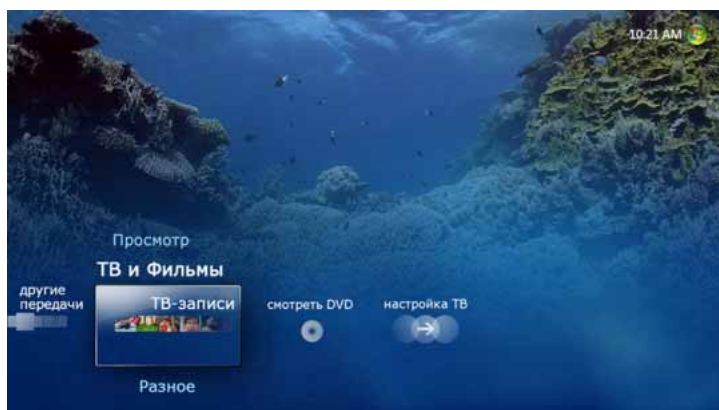 10:21 AM
Просмотр
ТВ и Фильмы
другие
передачи
ТВ-записи
смотреть DVD
настройка ТВ
Разное